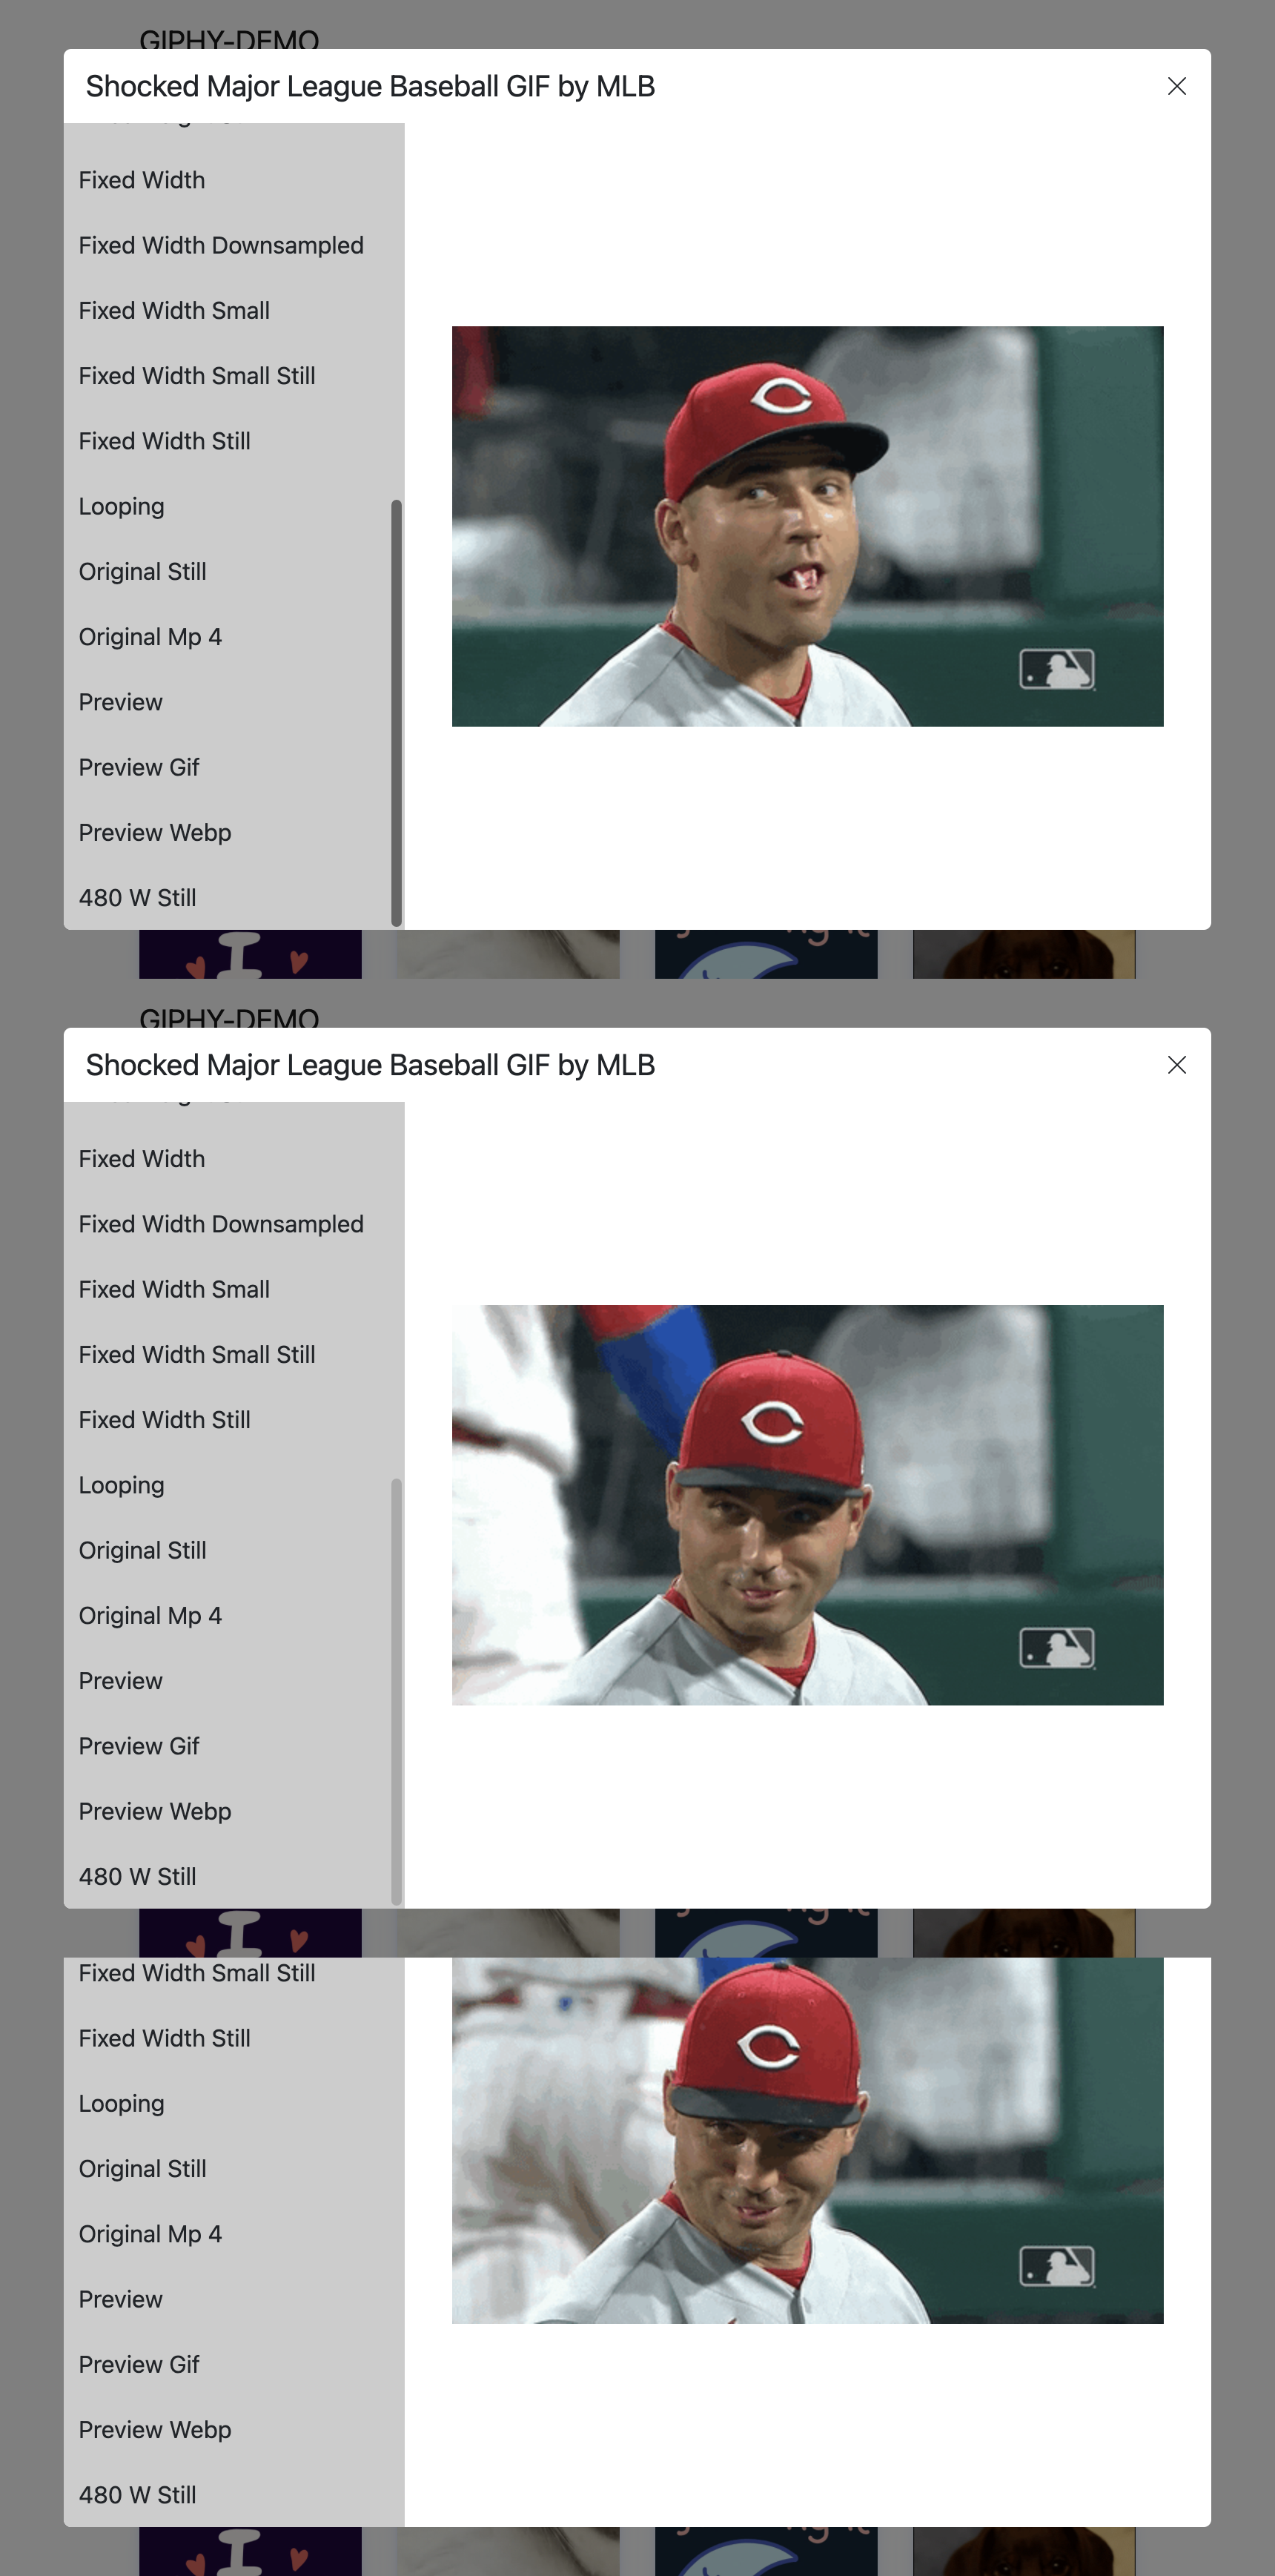 GIPHY-DEMO
Shocked Major League Baseball GIF by MLB
Fixed Width
Fixed Width Downsampled
Fixed Width Small
Fixed Width Small Still
Fixed Width Still
Looping
Original Still
Original Mp 4
Preview
Preview Gif
Preview Webp
480 W Still
C
I
GIPHY-DEMO
Shocked Major League Baseball GIF by MLB
Fixed Width
Fixed Width Downsampled
Fixed Width Small
Fixed Width Small Still
Fixed Width Still
Looping
Original Still
Original Mp 4
Preview
Preview Gif
Preview Webp
480 W Still
C
I
Fixed Width Small Still
Fixed Width Still
Looping
Original Still
Original Mp 4
Preview
Preview Gif
Preview Webp
480 W Still
C
I